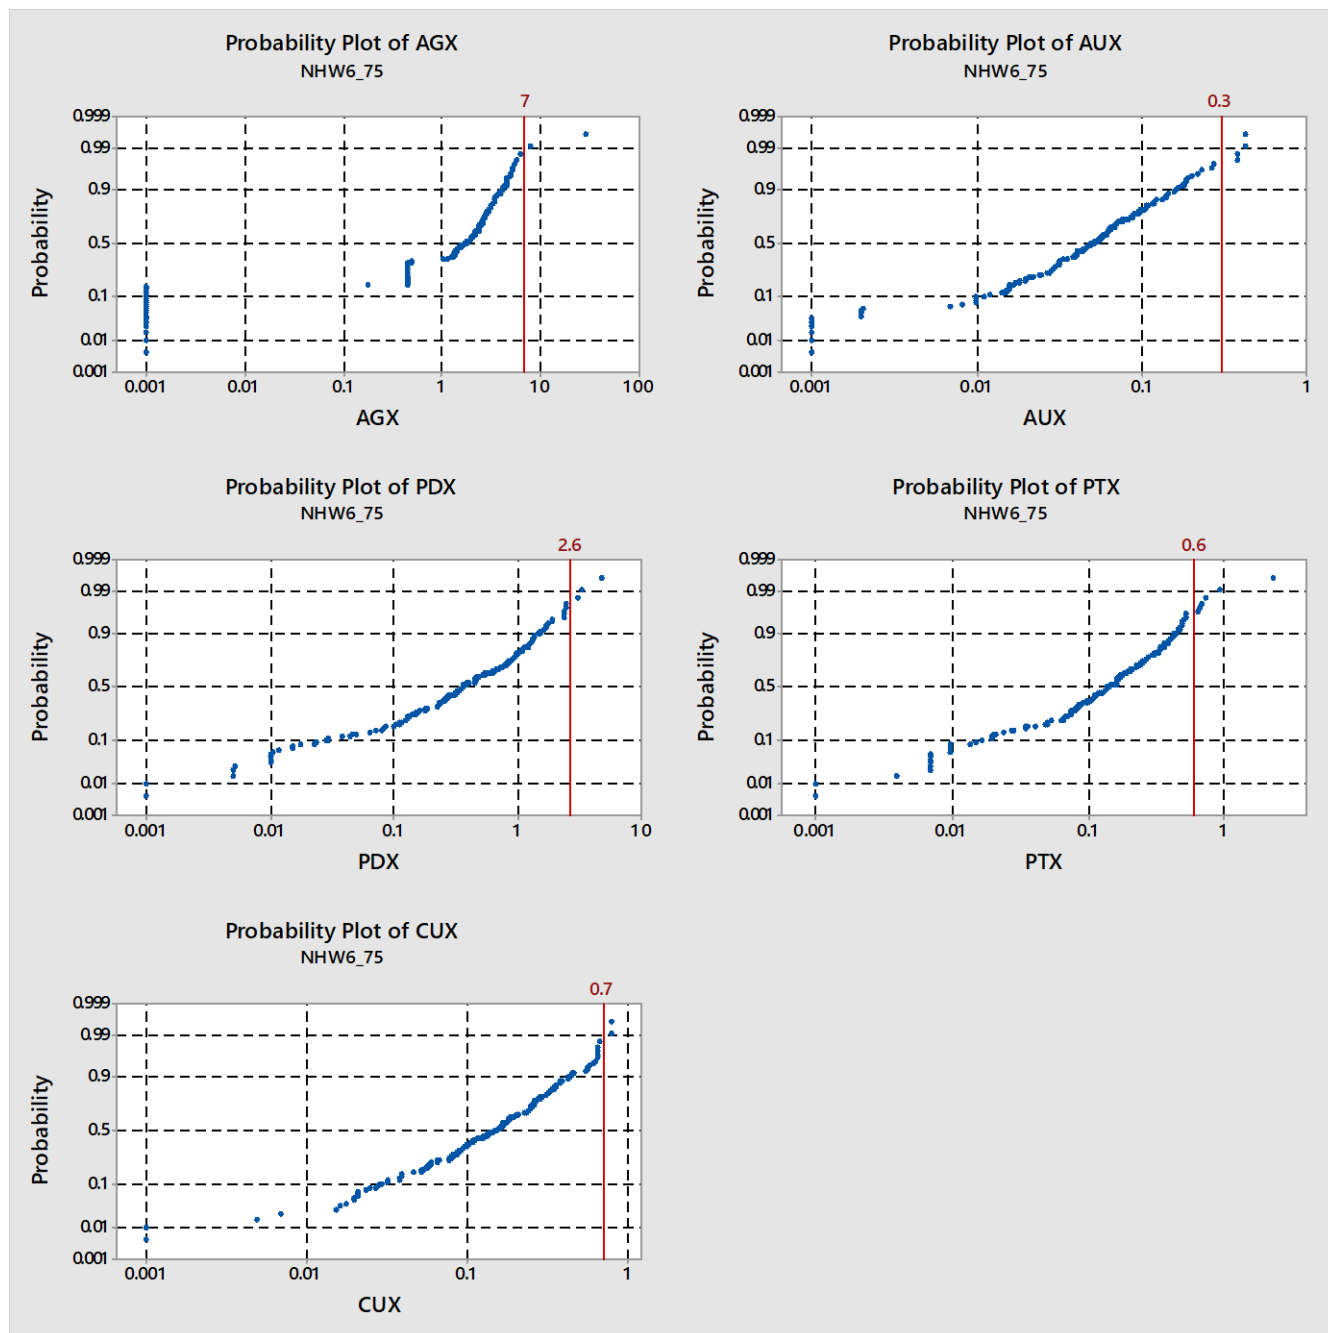 Probability Plot of AGX
NHW6_75
7
0.999
0.99
0.9
0.5
0.1
0.01
0.001
Probability
0.001 0.01 0.1 1 10 100
AGX
Probability Plot of AUX
NHW6_75
0.3
0.999
0.99
0.9
0.5
0.1
0.01
0.001
Probability
0.001 0.01 0.1 1
AUX
Probability Plot of PDX
NHW6_75
2.6
0.999
0.99
0.9
0.5
0.1
0.01
0.001
Probability
0.001 0.01 0.1 1 10
PDX
Probability Plot of PTX
NHW6_75
0.6
0.999
0.99
0.9
0.5
0.1
0.01
0.001
Probability
0.001 0.01 0.1 1
PTX
Probability Plot of CUX
NHW6_75
0.7
0.999
0.99
0.9
0.5
0.1
0.01
0.001
Probability
0.001 0.01 0.1 1
CUX